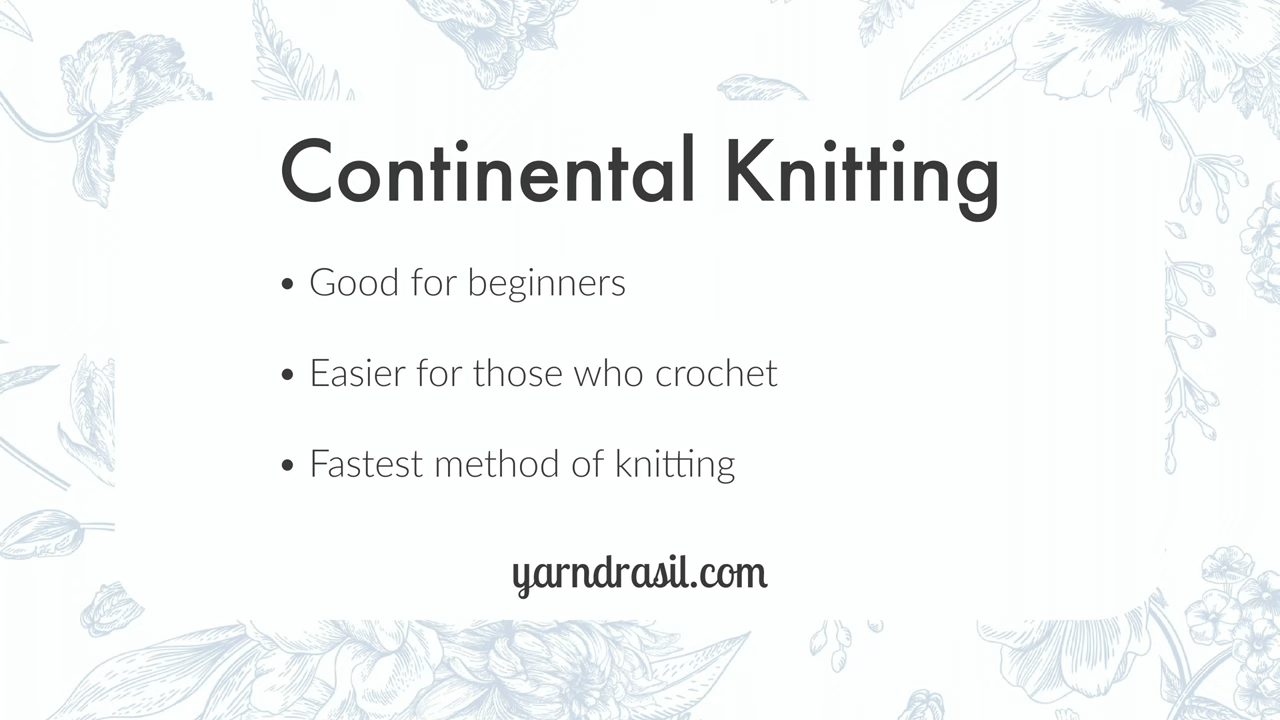 Continental Knitting
• Good for beginners
• Easier for those who crochet
• Fastest method of knitting
yarndrasil.com